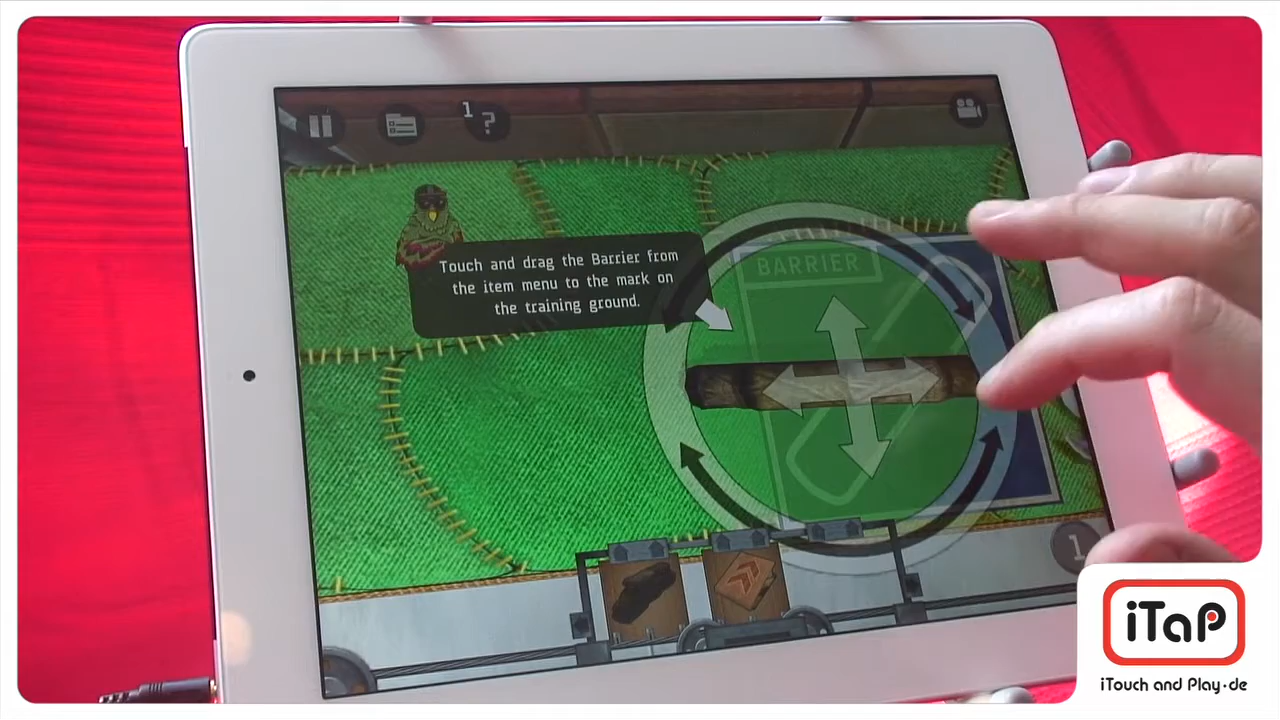 1
?
Touch and drag the Barrier from
the item menu to the mark on
the training ground.
BARRIER
1
iTaP
iTouch and Play.de